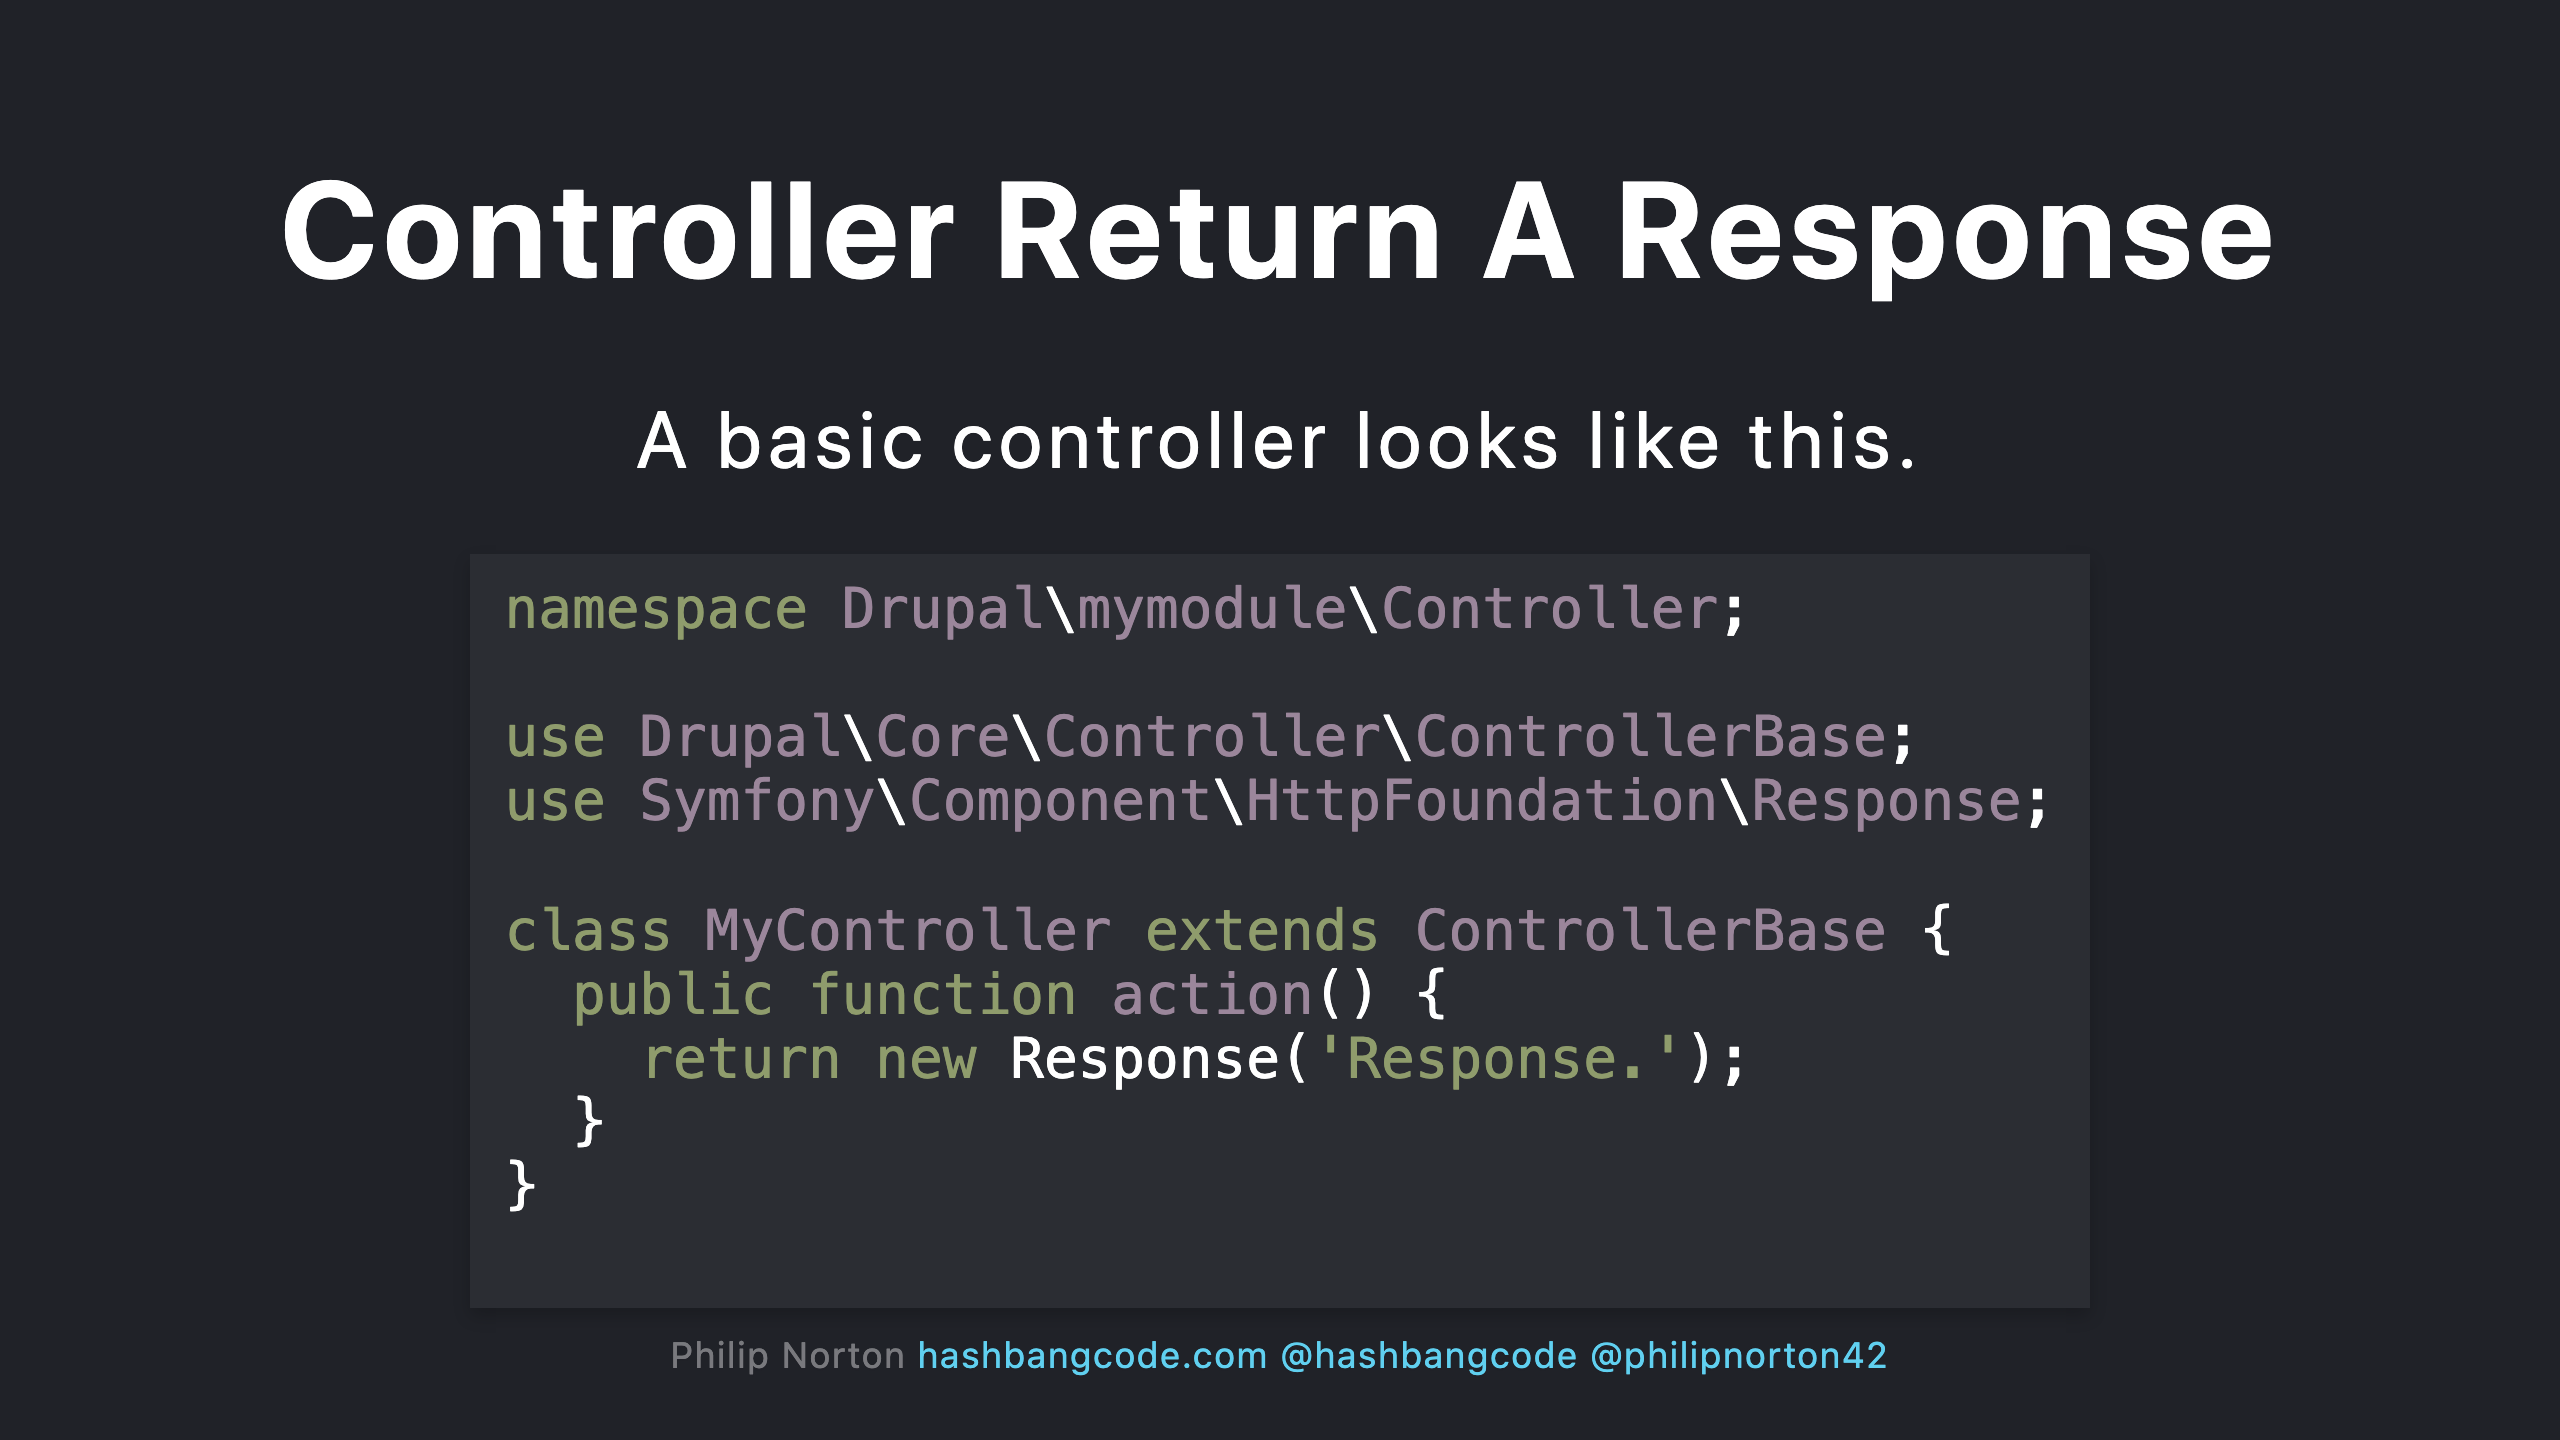 Controller Return A Response
A basic controller looks like this.
namespace Drupal\mymodule\Controller;
use Drupal\Core\Controller\ControllerBase;
use Symfony\Component\HttpFoundation\Response;
class MyController extends ControllerBase {
  public function action() {
    return new Response('Response.');
  }
}
Philip Norton hashbangcode.com @hashbangcode @philipnorton42